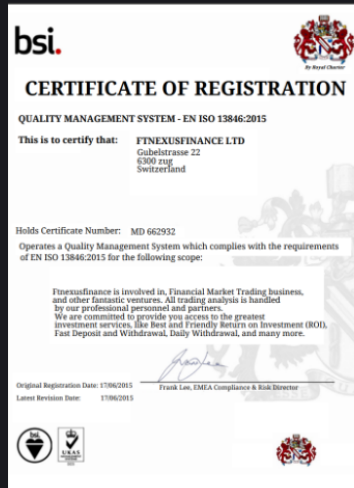 bsi.
By Royal Charter
CERTIFICATE OF REGISTRATION
QUALITY MANAGEMENT SYSTEM - EN ISO 13846:2015
This is to certify that: FTNEXUSFINANCE LTD
Gubelstrasse 22
6300 zug
Switzerland
Holds Certificate Number: MD 662932
Operates a Quality Management System which complies with the requirements
of EN ISO 13846:2015 for the following scope:
Ftnexusfinance is involved in, Financial Market Trading business,
and other fantastic ventures. All trading analysis is handled
by our professional personnel and partners.
We are committed to provide you access to the greatest
investment services, like Best and Friendly Return on Investment (ROI),
Fast Deposit and Withdrawal, Daily Withdrawal, and many more.
Original Registration Date: 17/06/2015
Frank Lee, EMEA Compliance & Risk Director
Latest Revision Date: 17/06/2015
bsi.
UKAS